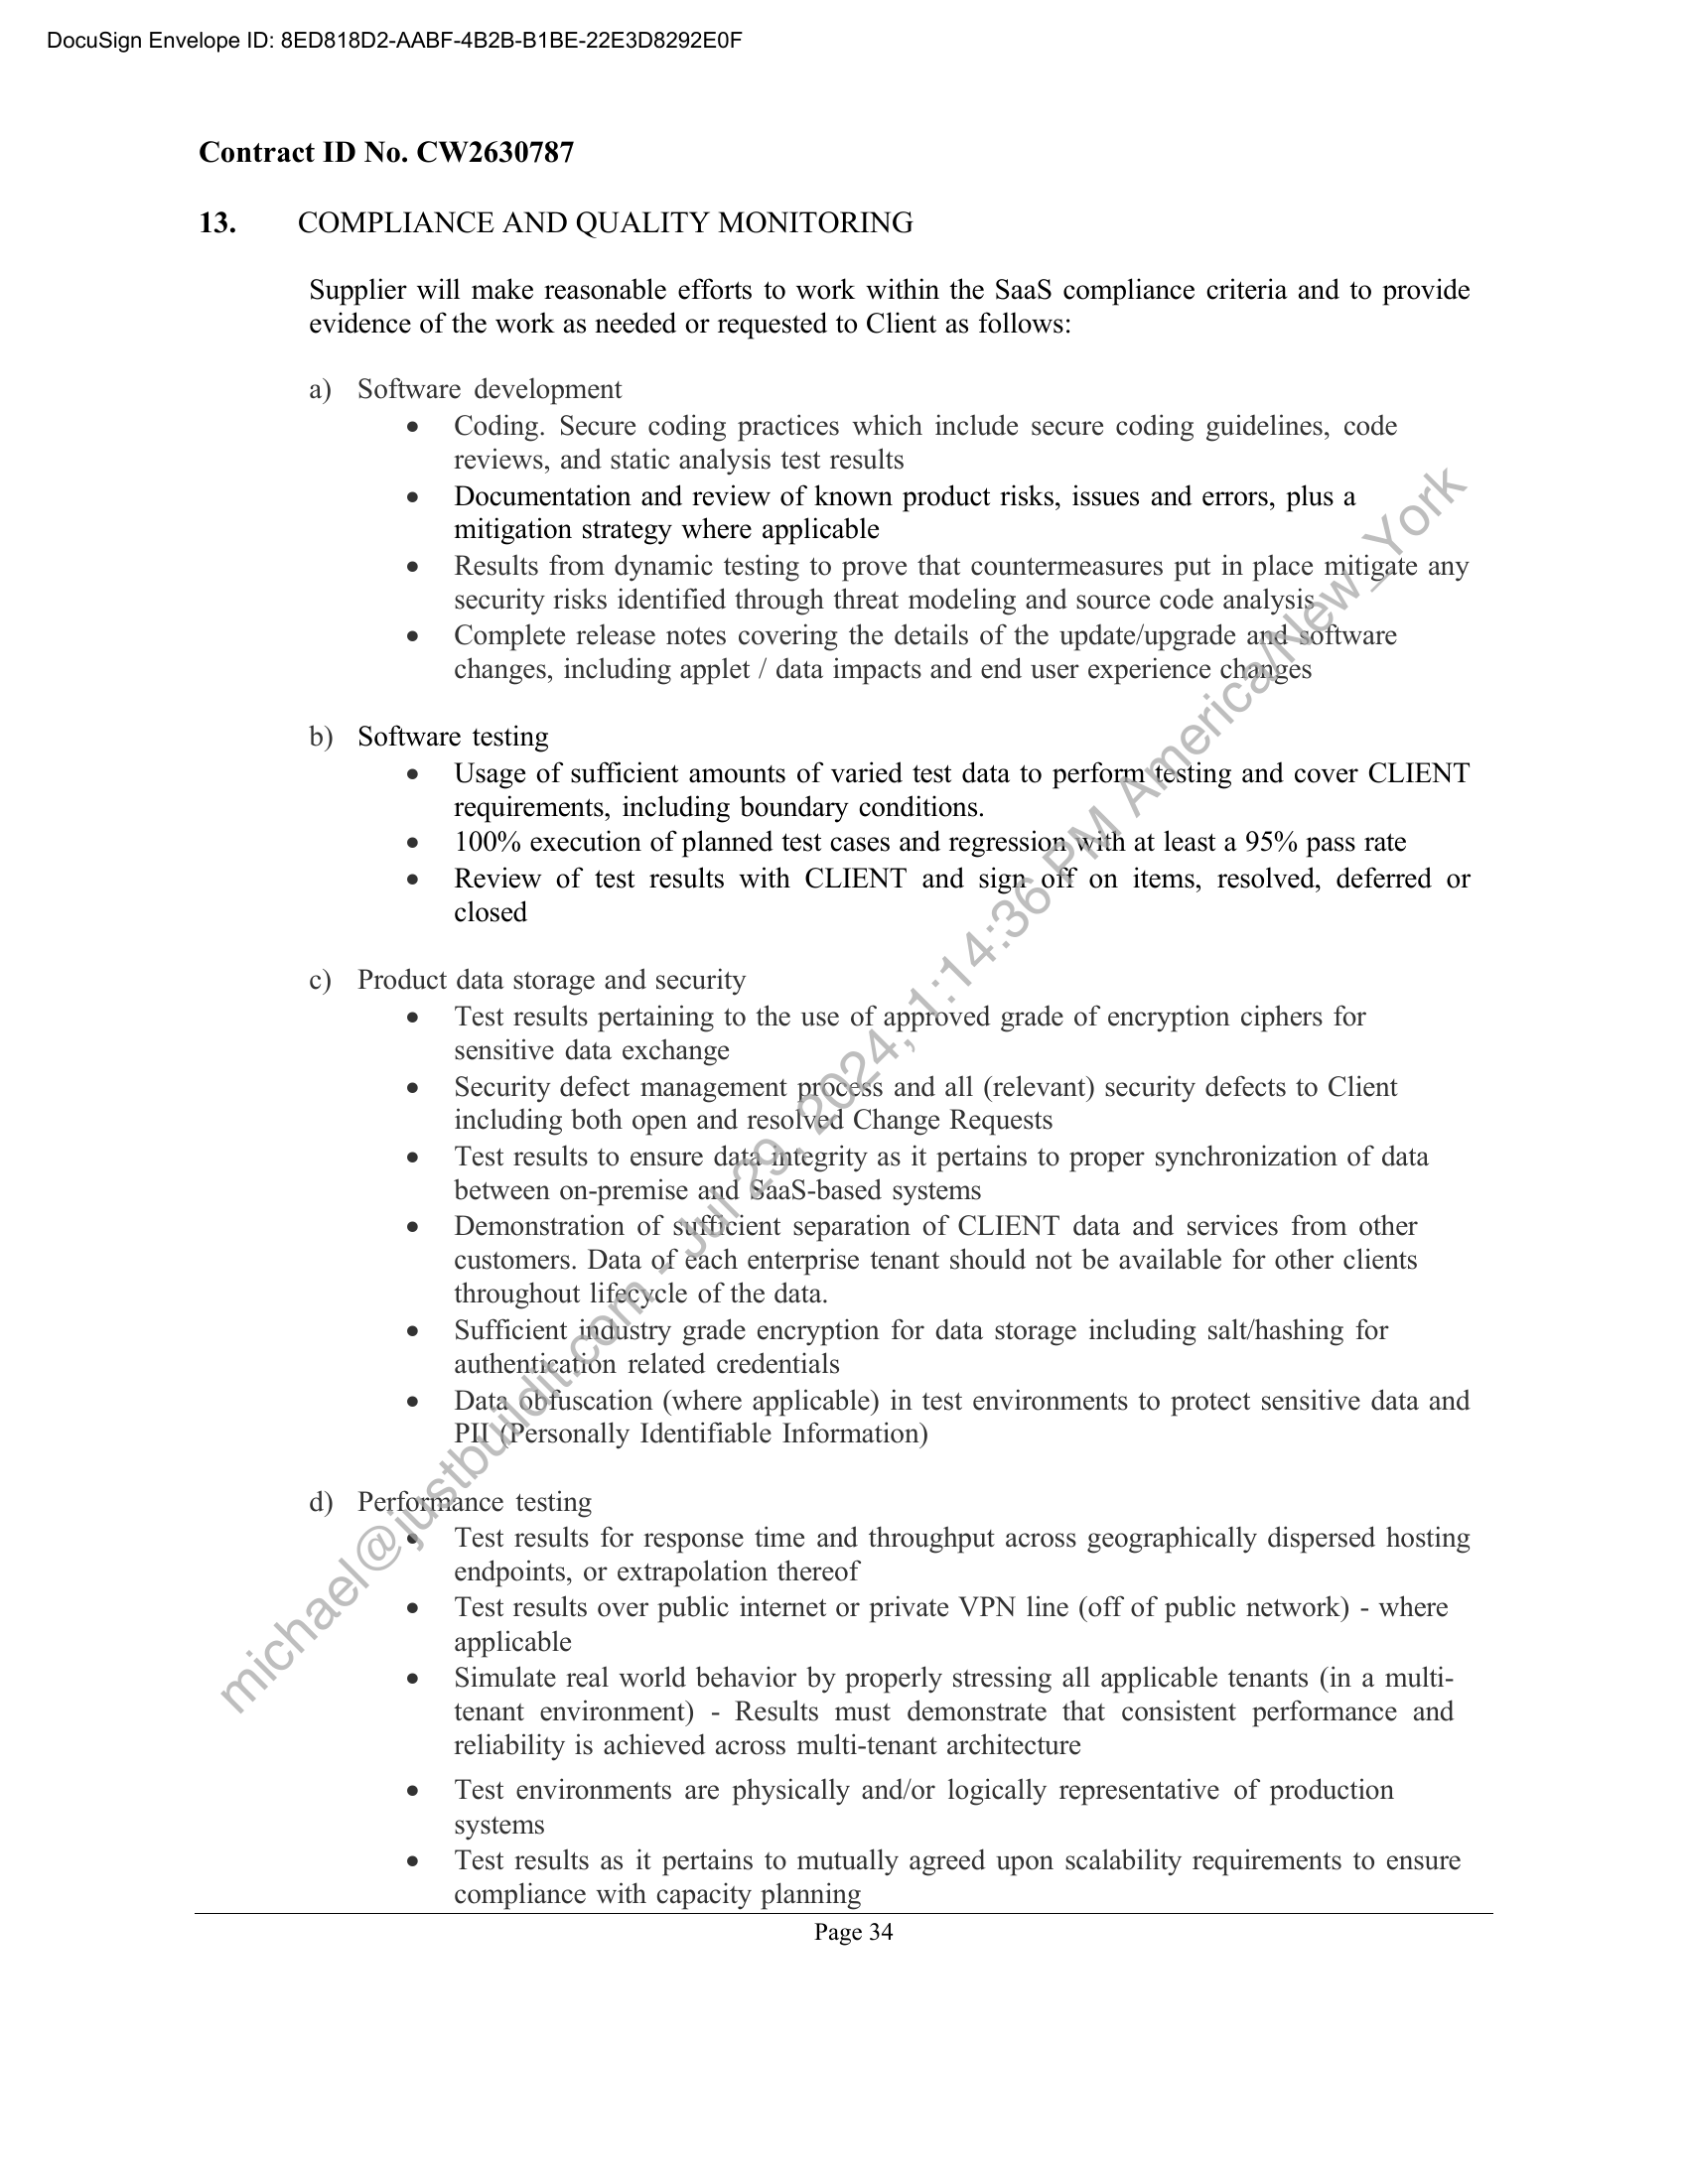 DocuSign Envelope ID: 8ED818D2-AABF-4B2B-B1BE-22E3D8292E0F
Contract ID No. CW2630787
13. COMPLIANCE AND QUALITY MONITORING
Supplier will make reasonable efforts to work within the SaaS compliance criteria and to provide
evidence of the work as needed or requested to Client as follows:
a) Software development
• Coding. Secure coding practices which include secure coding guidelines, code
reviews, and static analysis test results
• Documentation and review of known product risks, issues and errors, plus a
mitigation strategy where applicable
• Results from dynamic testing to prove that countermeasures put in place mitigate any
security risks identified through threat modeling and source code analysis
• Complete release notes covering the details of the update/upgrade and software
changes, including applet / data impacts and end user experience changes
b) Software testing
• Usage of sufficient amounts of varied test data to perform testing and cover CLIENT
requirements, including boundary conditions.
• 100% execution of planned test cases and regression with at least a 95% pass rate
• Review of test results with CLIENT and sign off on items, resolved, deferred or
closed
c) Product data storage and security
• Test results pertaining to the use of approved grade of encryption ciphers for
sensitive data exchange
• Security defect management process and all (relevant) security defects to Client
including both open and resolved Change Requests
• Test results to ensure data integrity as it pertains to proper synchronization of data
between on-premise and SaaS-based systems
• Demonstration of sufficient separation of CLIENT data and services from other
customers. Data of each enterprise tenant should not be available for other clients
throughout lifecycle of the data.
• Sufficient industry grade encryption for data storage including salt/hashing for
authentication related credentials
• Data obfuscation (where applicable) in test environments to protect sensitive data and
PII (Personally Identifiable Information)
d) Performance testing
• Test results for response time and throughput across geographically dispersed hosting
endpoints, or extrapolation thereof
• Test results over public internet or private VPN line (off of public network) - where
applicable
• Simulate real world behavior by properly stressing all applicable tenants (in a multi-
tenant environment) - Results must demonstrate that consistent performance and
reliability is achieved across multi-tenant architecture
• Test environments are physically and/or logically representative of production
systems
• Test results as it pertains to mutually agreed upon scalability requirements to ensure
compliance with capacity planning
Page 34
michael@justbuildit.com - Jul 29, 2024, 1:14:36 PM America/New_York